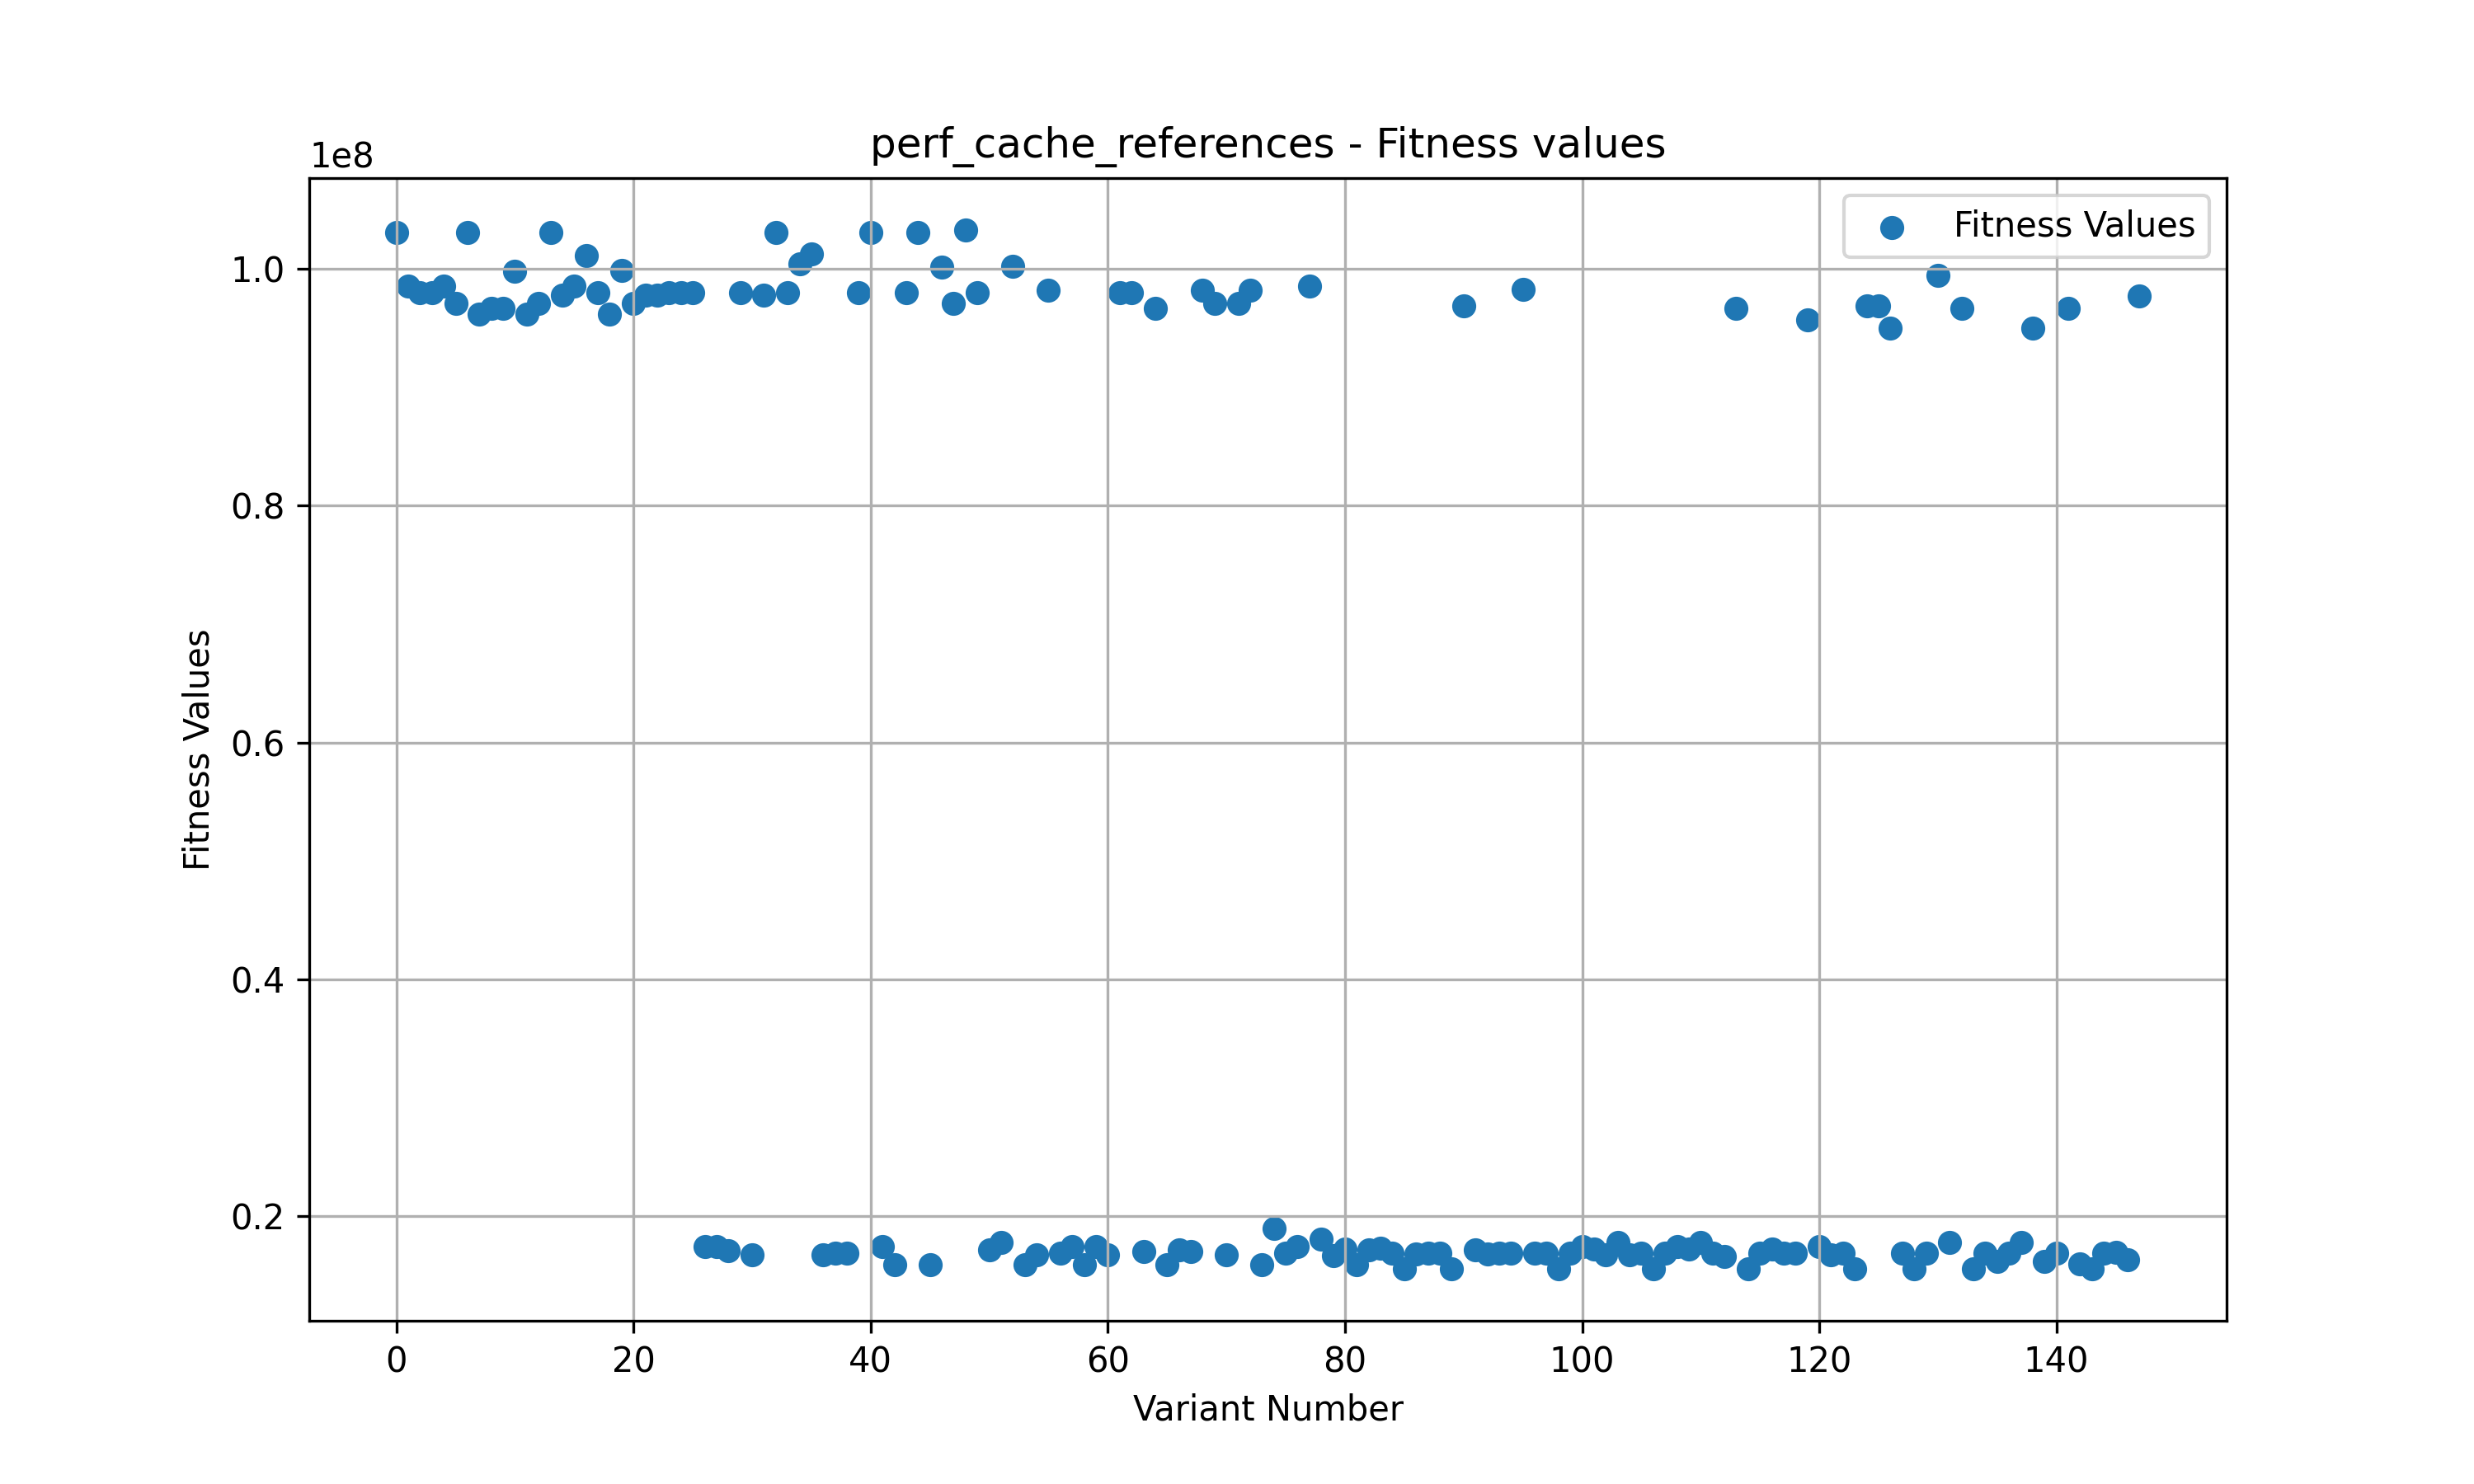 perf_cache_references - Fitness values
1e8
Fitness Values
1.0
0.8
0.6
0.4
0.2
Fitness Values
0 20 40 60 80 100 120 140
Variant Number